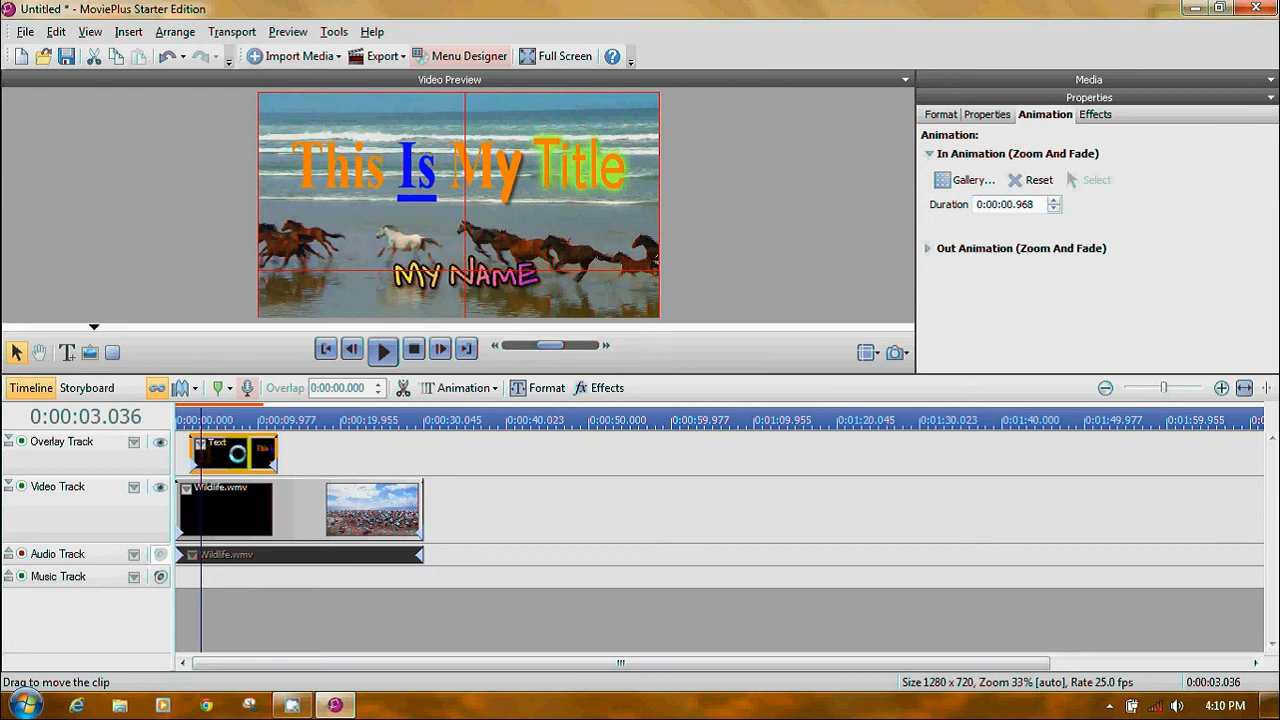 Untitled * - MoviePlus Starter Edition
File Edit View Insert Arrange Transport Preview Tools Help
Import Media Export Menu Designer Full Screen
Video Preview
Media
Properties
Format Properties Animation Effects
Animation:
In Animation (Zoom And Fade)
Gallery... Reset Select
Duration 0:00:00.968
Out Animation (Zoom And Fade)
This Is My Title
MY NAME
Timeline Storyboard Overlap 0:00:00.000 Animation Format Effects
0:00:03.036
0:00:00.000 0:00:09.977 0:00:19.955 0:00:30.045 0:00:40.023 0:00:50.000 0:00:59.977 0:01:09.955 0:01:20.045 0:01:30.023 0:01:40.000 0:01:49.977 0:01:59.955
Overlay Track
Text
This
Video Track
Wildlife.wmv
Audio Track
Wildlife.wmv
Music Track
Drag to move the clip
Size 1280 x 720, Zoom 33% [auto], Rate 25.0 fps
0:00:03.036
4:10 PM